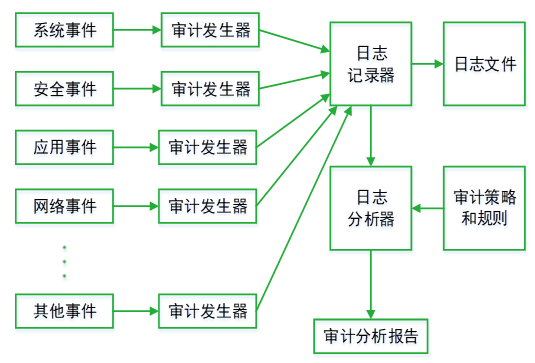 系统事件
审计发生器
日志
记录器
日志文件
安全事件
审计发生器
应用事件
审计发生器
网络事件
审计发生器
日志
分析器
审计策略
和规则
其他事件
审计发生器
审计分析报告